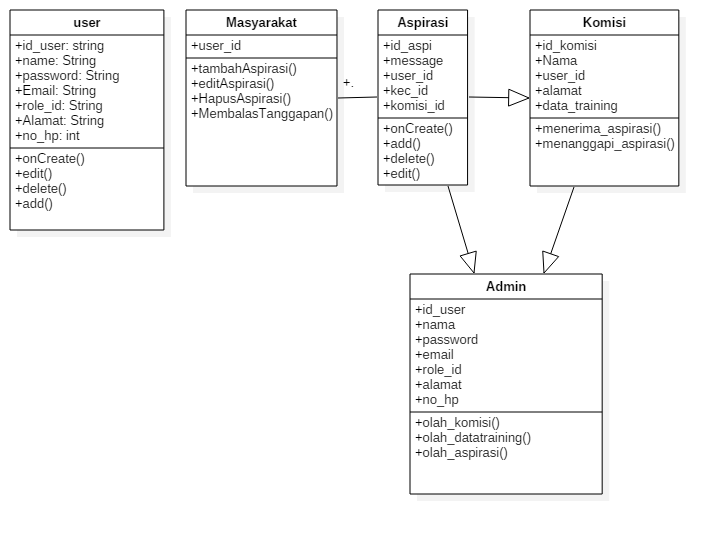 user
+id_user: string
+name: String
+password: String
+Email: String
+role_id: String
+Alamat: String
+no_hp: int
+onCreate()
+edit()
+delete()
+add()
Masyarakat
+user_id
+tambahAspirasi()
+editAspirasi()
+HapusAspirasi()
+MembalasTanggapan()
+.
Aspirasi
+id_aspi
+message
+user_id
+kec_id
+komisi_id
+onCreate()
+add()
+delete()
+edit()
Komisi
+id_komisi
+Nama
+user_id
+alamat
+data_training
+menerima_aspirasi()
+menanggapi_aspirasi()
Admin
+id_user
+nama
+password
+email
+role_id
+alamat
+no_hp
+olah_komisi()
+olah_datatraining()
+olah_aspirasi()